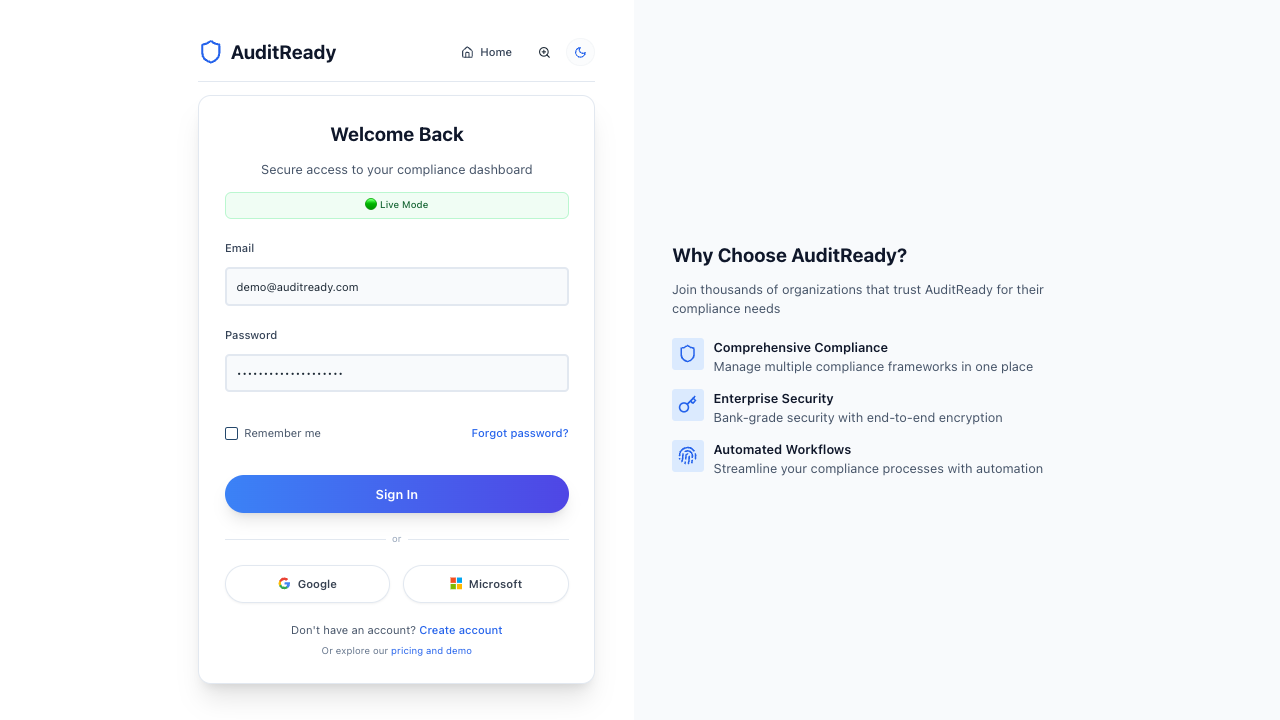 AuditReady
Home
Welcome Back
Secure access to your compliance dashboard
Live Mode
Email
demo@auditready.com
Password
••••••••••••••••••••
Remember me
Forgot password?
Sign In
or
Google
Microsoft
Don't have an account? Create account
Or explore our pricing and demo
Why Choose AuditReady?
Join thousands of organizations that trust AuditReady for their
compliance needs
Comprehensive Compliance
Manage multiple compliance frameworks in one place
Enterprise Security
Bank-grade security with end-to-end encryption
Automated Workflows
Streamline your compliance processes with automation